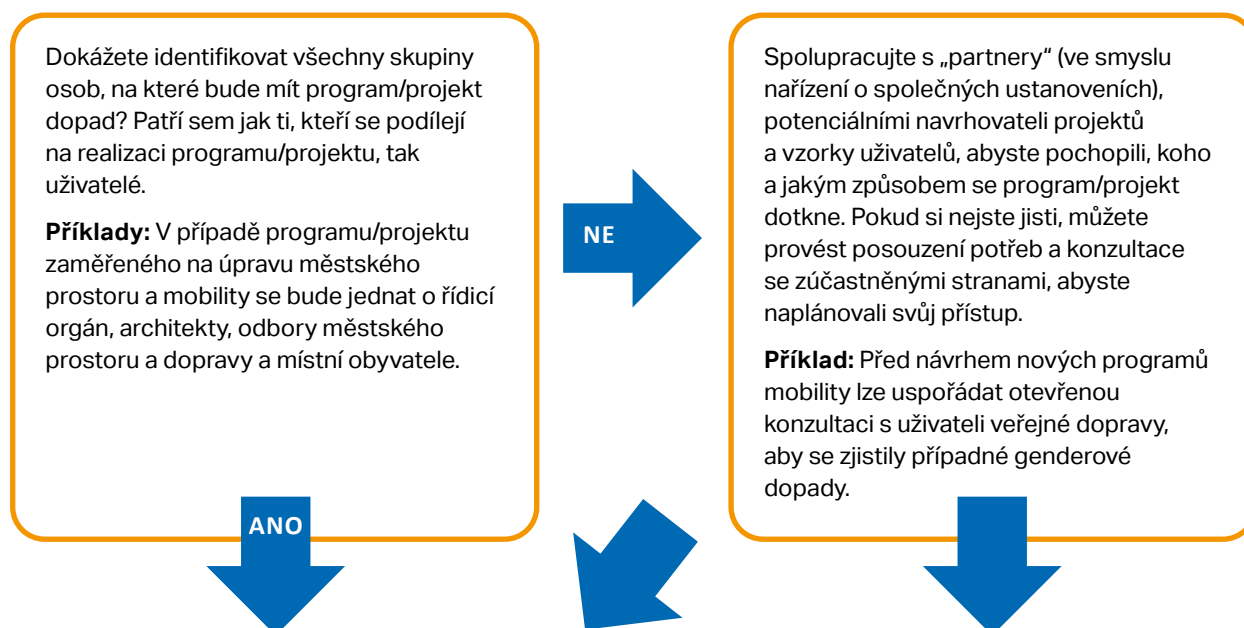 Dokážete identifikovat všechny skupiny
osob, na které bude mít program/projekt
dopad? Patří sem jak ti, kteří se podílejí
na realizaci programu/projektu, tak
uživatelé.
Příklady: V případě programu/projektu
zaměřeného na úpravu městského
prostoru a mobility se bude jednat o řídicí
orgán, architekty, odbory městského
prostoru a dopravy a místní obyvatele.
ANO
NE
Spolupracujte s „partnery“ (ve smyslu
nařízení o společných ustanoveních),
potenciálními navrhovateli projektů
a vzorky uživatelů, abyste pochopili, koho
a jakým způsobem se program/projekt
dotkne. Pokud si nejste jisti, můžete
provést posouzení potřeb a konzultace
se zúčastněnými stranami, abyste
naplánovali svůj přístup.
Příklad: Před návrhem nových programů
mobility lze uspořádat otevřenou
konzultaci s uživateli veřejné dopravy,
aby se zjistily případné genderové
dopady.